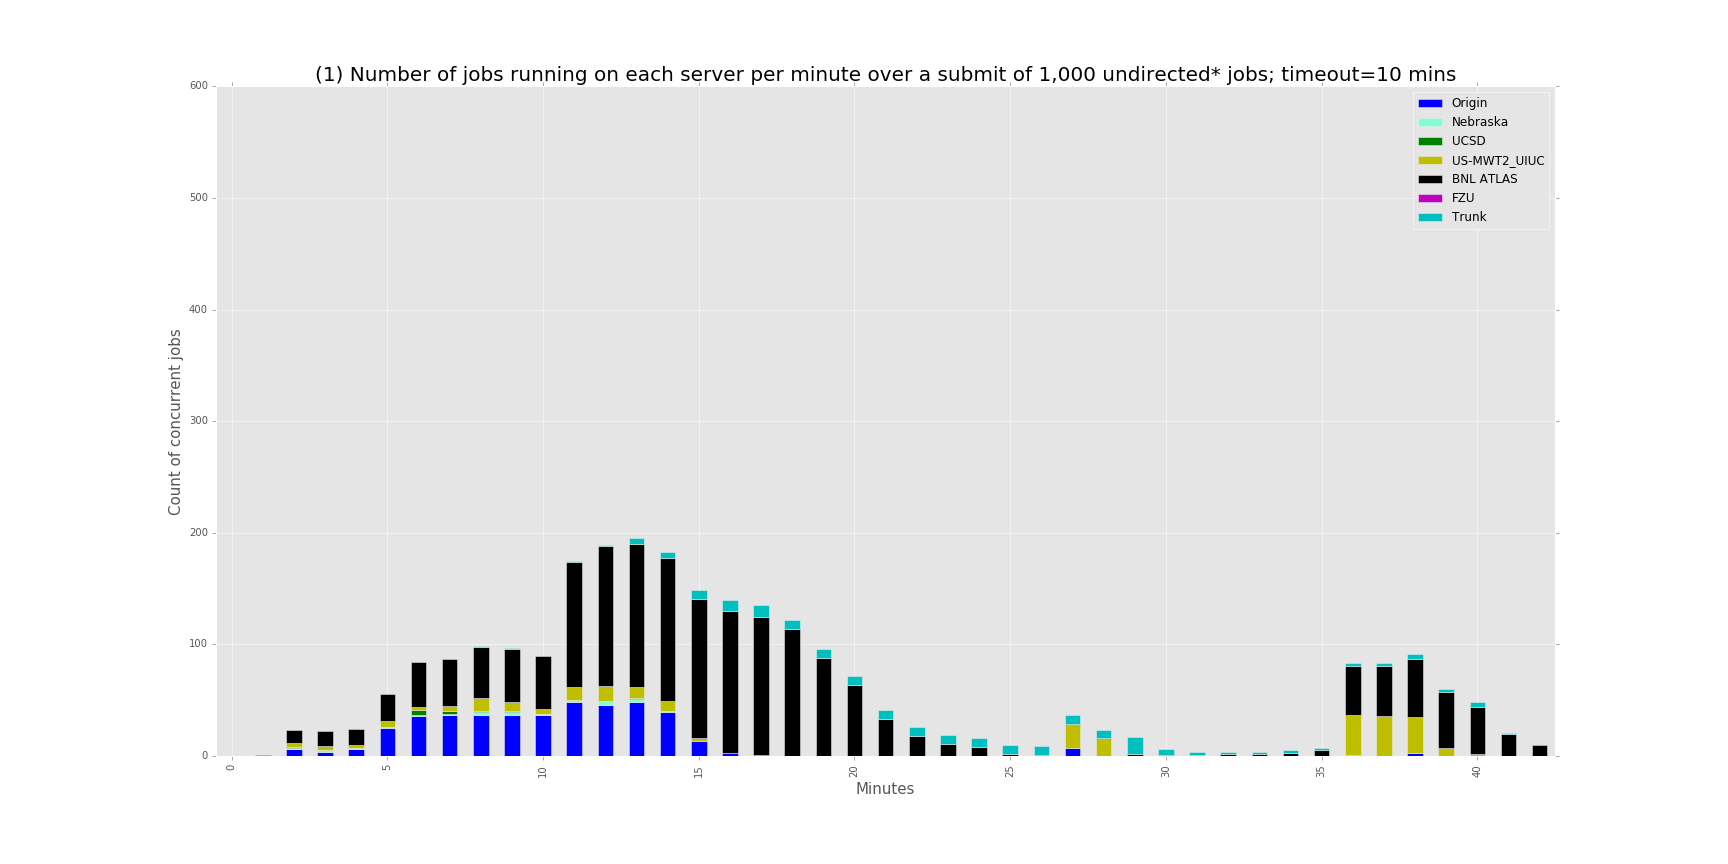 (1) Number of jobs running on each server per minute over a submit of 1,000 undirected* jobs; timeout=10 mins
600
500
400
300
200
100
0
Count of concurrent jobs
Origin
Nebraska
UCSD
US-MWT2_UIUC
BNL ATLAS
FZU
Trunk
0
5
10
15
20
25
30
35
40
Minutes